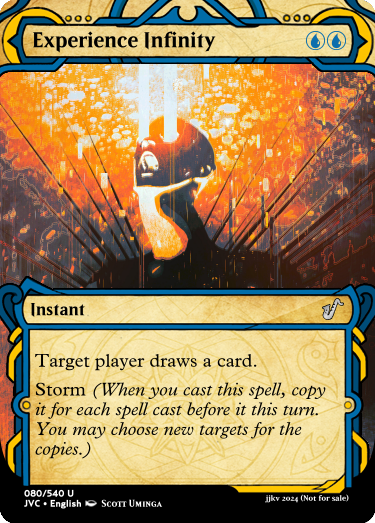 Experience Infinity
Instant
Target player draws a card.
Storm (When you cast this spell, copy
it for each spell cast before it this turn.
You may choose new targets for the
copies.)
080/540 U
JVC • English Scott Uminga
jjkv 2024 (Not for sale)